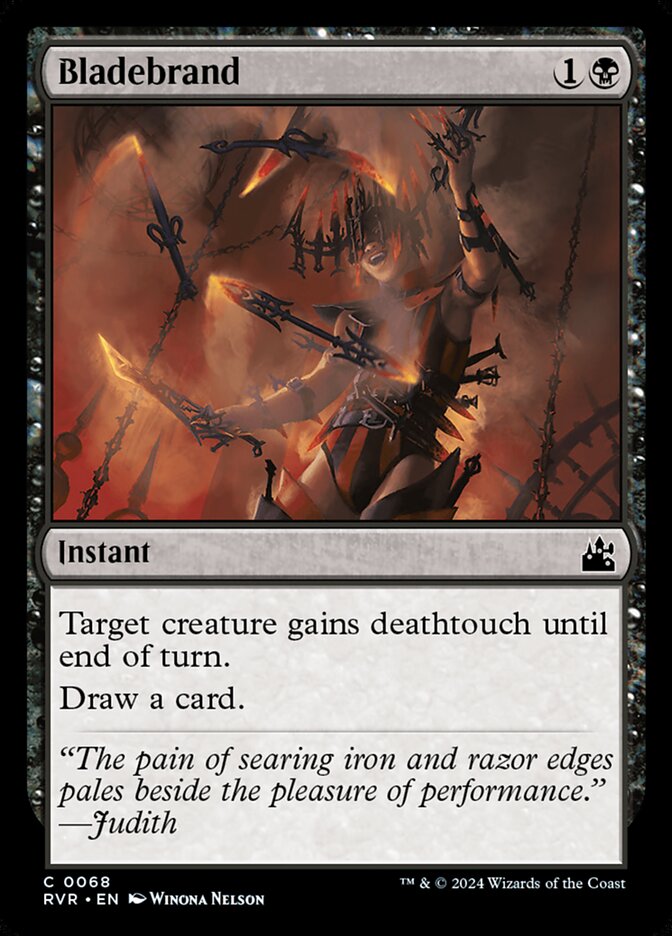 Bladebrand 1
Instant
Target creature gains deathtouch until
end of turn.
Draw a card.
“The pain of searing iron and razor edges
pales beside the pleasure of performance.”
—Judith
C 0068
RVR • EN Winona Nelson
™ & © 2024 Wizards of the Coast